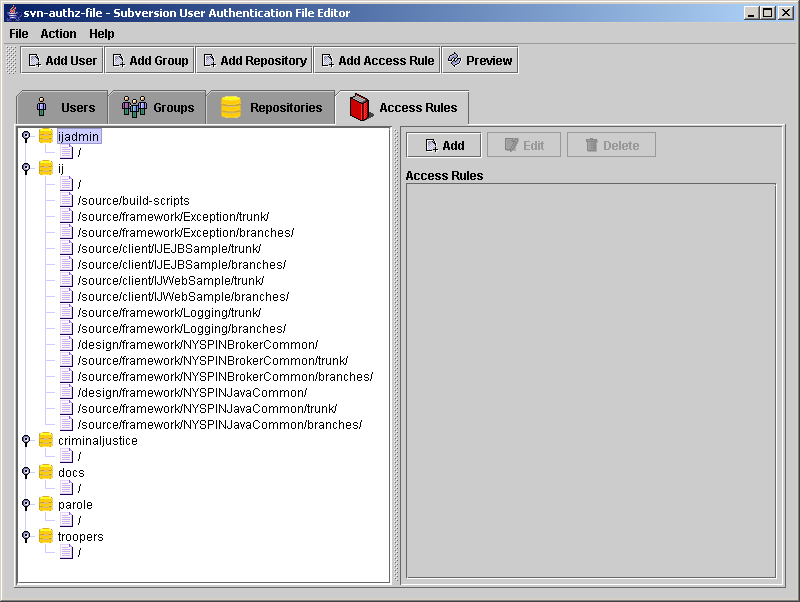 svn-authz-file - Subversion User Authentication File Editor
File Action Help
Add User Add Group Add Repository Add Access Rule Preview
Users Groups Repositories Access Rules
ijadmin
/
ij
/
/source/build-scripts
/source/framework/Exception/trunk/
/source/framework/Exception/branches/
/source/client/IJEJBSample/trunk/
/source/client/IJEJBSample/branches/
/source/client/IJWebSample/trunk/
/source/client/IJWebSample/branches/
/source/framework/Logging/trunk/
/source/framework/Logging/branches/
/design/framework/NYSPINBrokerCommon/
/source/framework/NYSPINBrokerCommon/trunk/
/source/framework/NYSPINBrokerCommon/branches/
/design/framework/NYSPINJavaCommon/
/source/framework/NYSPINJavaCommon/trunk/
/source/framework/NYSPINJavaCommon/branches/
criminaljustice
/
docs
/
parole
/
troopers
/
Add Edit Delete
Access Rules